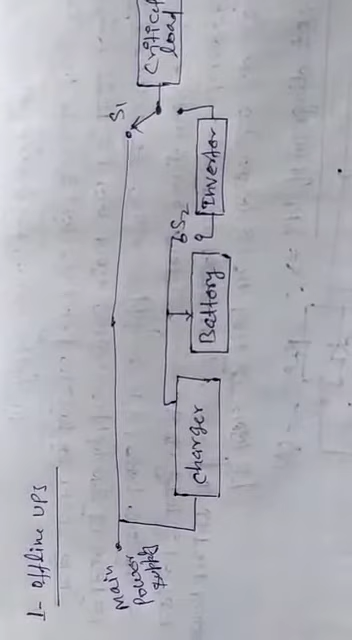 1- Offline UPS
Main
Power
supply
Charger
Battery
S2
Inverter
S1
Critical
load